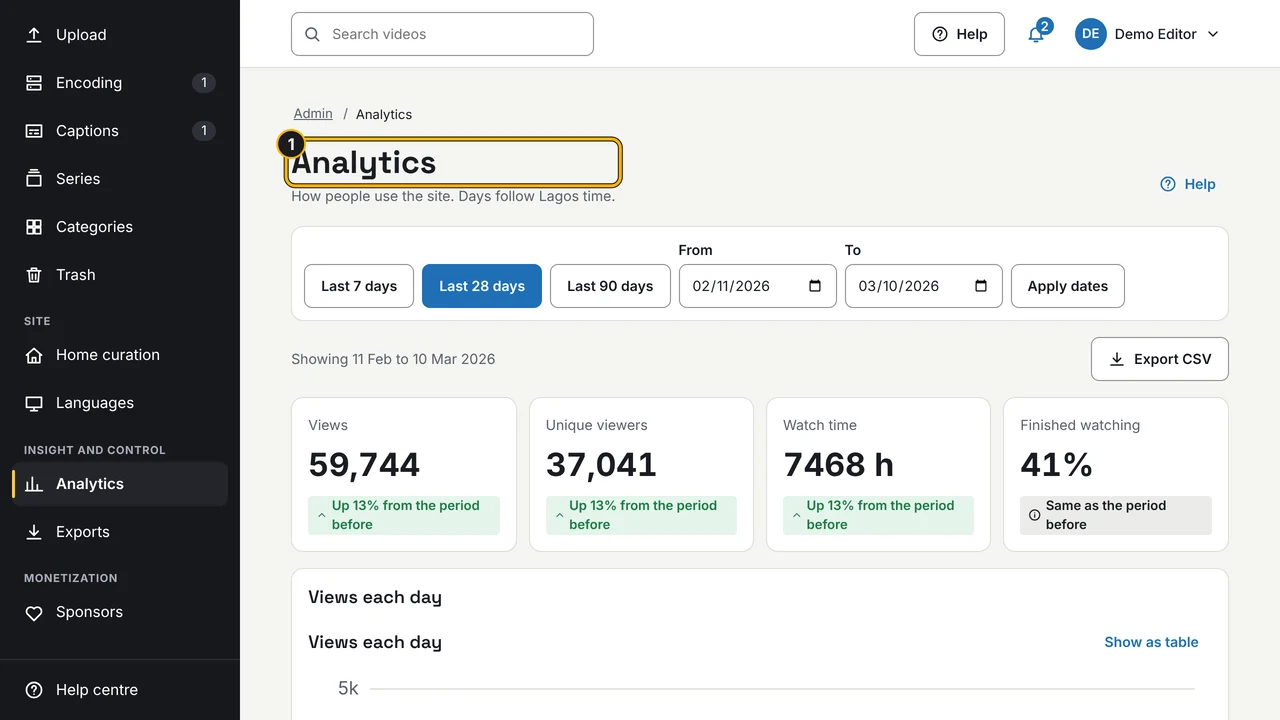 Upload
Encoding 1
Captions 1
Series
Categories
Trash
SITE
Home curation
Languages
INSIGHT AND CONTROL
Analytics
Exports
MONETIZATION
Sponsors
Help centre
Search videos
Help
2
DE Demo Editor
Admin / Analytics
1
Analytics
How people use the site. Days follow Lagos time.
Help
From
To
Last 7 days
Last 28 days
Last 90 days
02/11/2026
03/10/2026
Apply dates
Showing 11 Feb to 10 Mar 2026
Export CSV
Views
59,744
Up 13% from the period
before
Unique viewers
37,041
Up 13% from the period
before
Watch time
7468 h
Up 13% from the period
before
Finished watching
41%
Same as the period
before
Views each day
Views each day
Show as table
5k